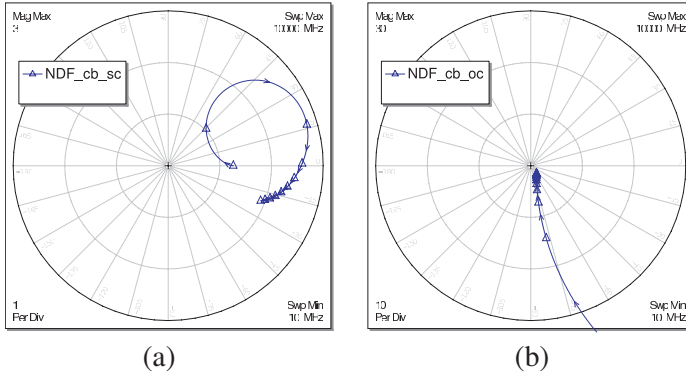 Mag Max
3
Swp Max
10000 MHz
NDF_cb_sc
1
Per Div
Swp Min
10 MHz
(a)
Mag Max
30
Swp Max
10000 MHz
NDF_cb_oc
10
Per Div
Swp Min
10 MHz
(b)